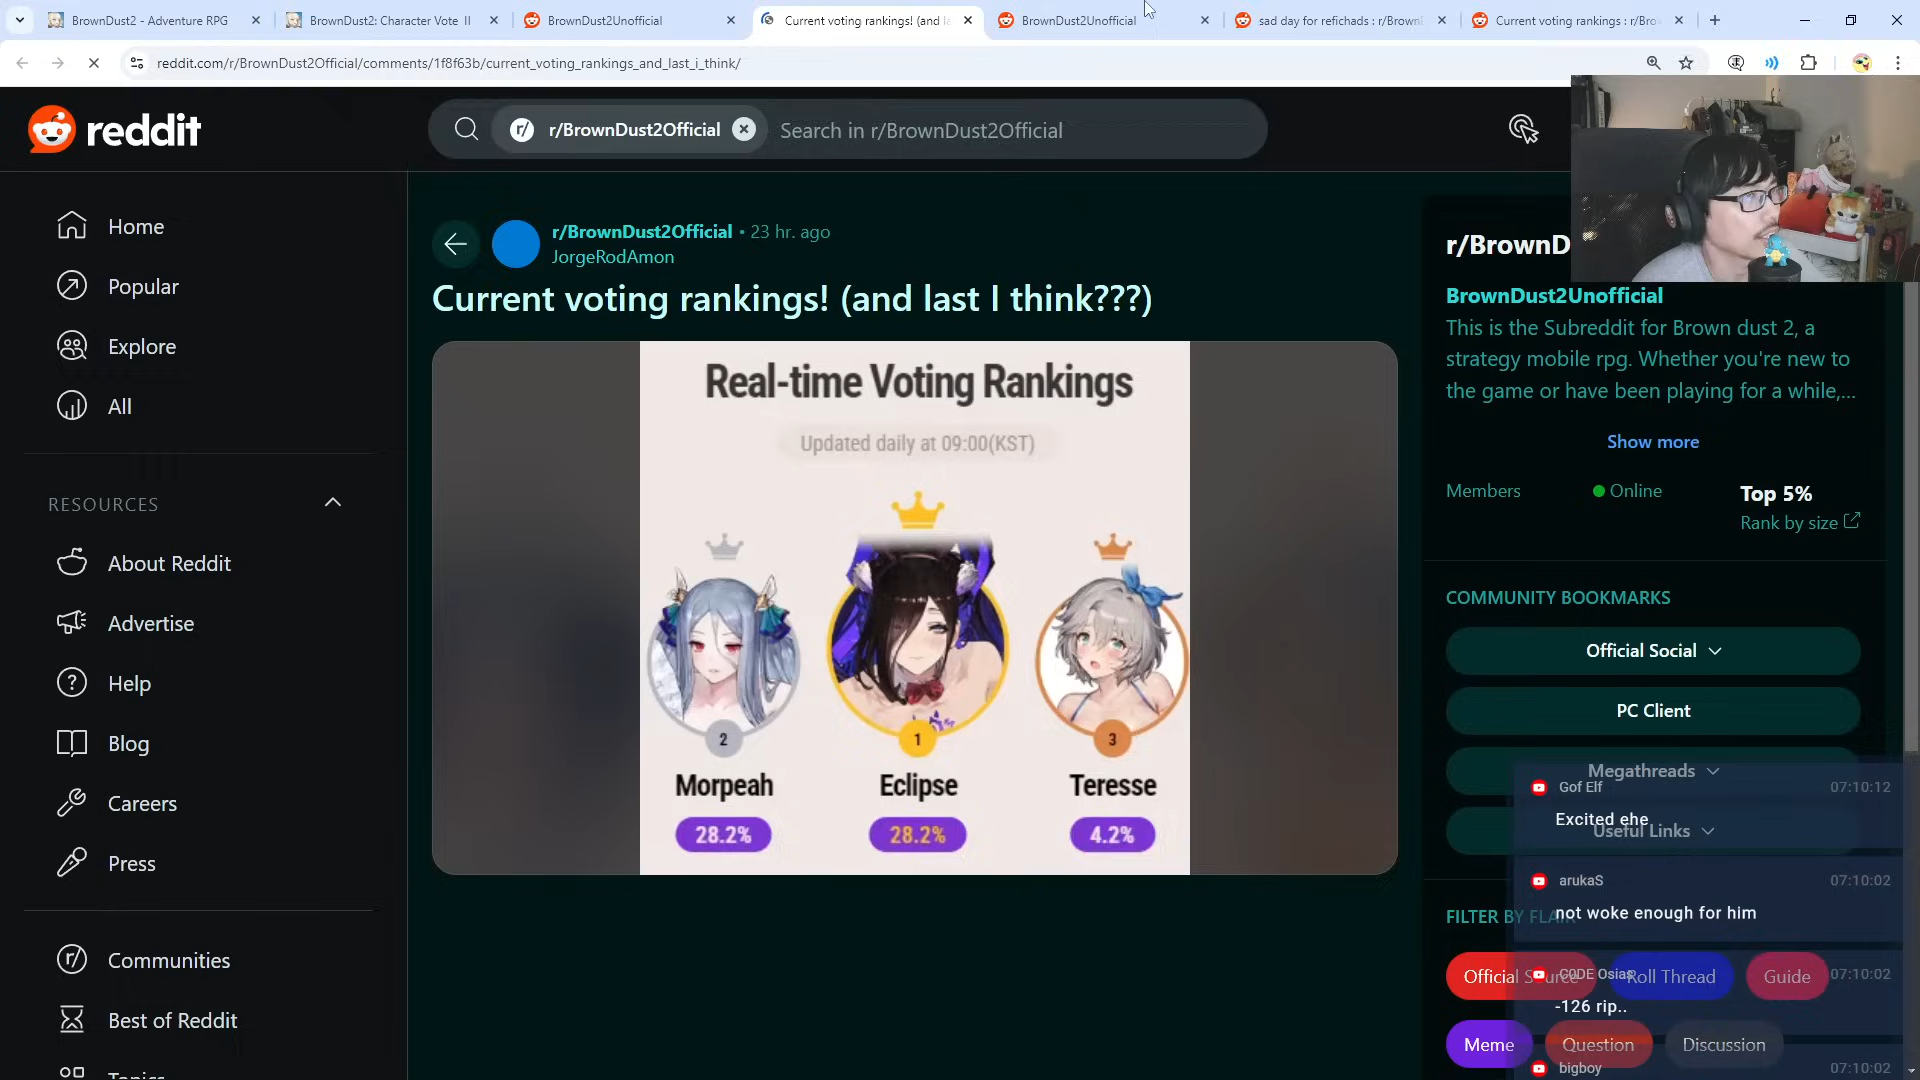 BrownDust2 - Adventure RPG
BrownDust2: Character Vote II
BrownDust2Unofficial
Current voting rankings! (and la
BrownDust2Unofficial
sad day for refichads : r/Brown
Current voting rankings : r/Bro
reddit.com/r/BrownDust2Official/comments/1f8f63b/current_voting_rankings_and_last_i_think/
reddit
r/BrownDust2Official
Search in r/BrownDust2Official
Home
Popular
Explore
All
RESOURCES
About Reddit
Advertise
Help
Blog
Careers
Press
Communities
Best of Reddit
Topics
r/BrownDust2Official • 23 hr. ago
JorgeRodAmon
Current voting rankings! (and last I think???)
Real-time Voting Rankings
Updated daily at 09:00(KST)
2
1
3
Morpeah
Eclipse
Teresse
28.2%
28.2%
4.2%
r/BrownD
BrownDust2Unofficial
This is the Subreddit for Brown dust 2, a
strategy mobile rpg. Whether you're new to
the game or have been playing for a while,...
Show more
Members
Online
Top 5%
Rank by size
COMMUNITY BOOKMARKS
Official Social
PC Client
Megathreads
Useful Links
FILTER BY FLA
Official Source
Roll Thread
Guide
Meme
Question
Discussion
Gof Elf 07:10:12
Excited ehe
arukaS 07:10:02
not woke enough for him
C0DE Osias 07:10:02
-126 rip..
bigboy 07:10:02